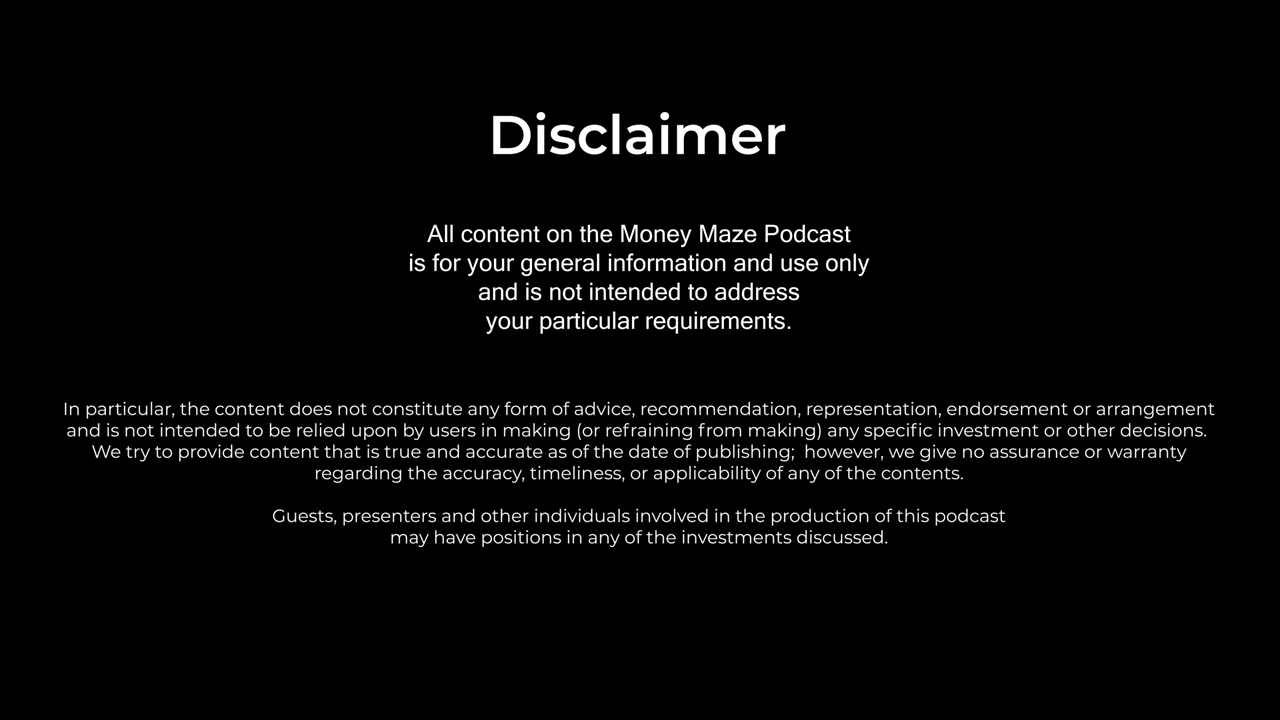 Disclaimer
All content on the Money Maze Podcast
is for your general information and use only
and is not intended to address
your particular requirements.
In particular, the content does not constitute any form of advice, recommendation, representation, endorsement or arrangement
and is not intended to be relied upon by users in making (or refraining from making) any specific investment or other decisions.
We try to provide content that is true and accurate as of the date of publishing;  however, we give no assurance or warranty
regarding the accuracy, timeliness, or applicability of any of the contents.
Guests, presenters and other individuals involved in the production of this podcast
may have positions in any of the investments discussed.